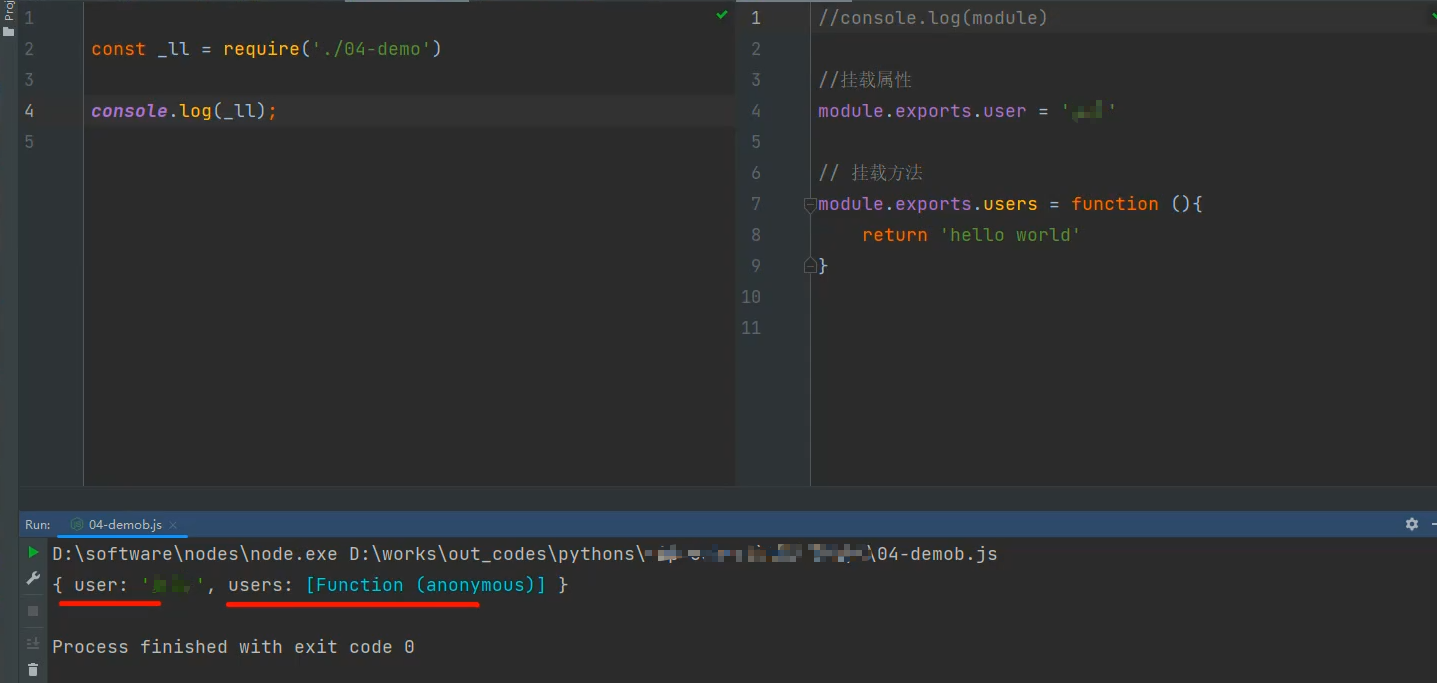 Proj
1
2 const _ll = require('./04-demo')
3
4 console.log(_ll);
5
1 //console.log(module)
2
3 //挂载属性
4 module.exports.user = ' '
5
6 // 挂载方法
7 module.exports.users = function (){
8 return 'hello world'
9 }
10
11
Run: 04-demob.js
D:\software\nodes\node.exe D:\works\out_codes\pythons\ \04-demob.js
{ user: ' ', users: [Function (anonymous)] }
Process finished with exit code 0